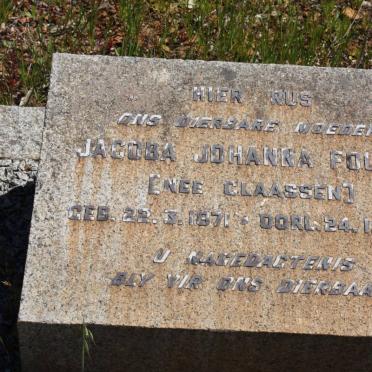 HIER RUS
ONS DIERBARE MOEDER
JACOBA JOHANNA FOU
[NEE CLAASSEN]
GEB. 22. 3. 1871 - OORL. 24. 1
U NAGEDAGTENIS
BLY VIR ONS DIERBAA